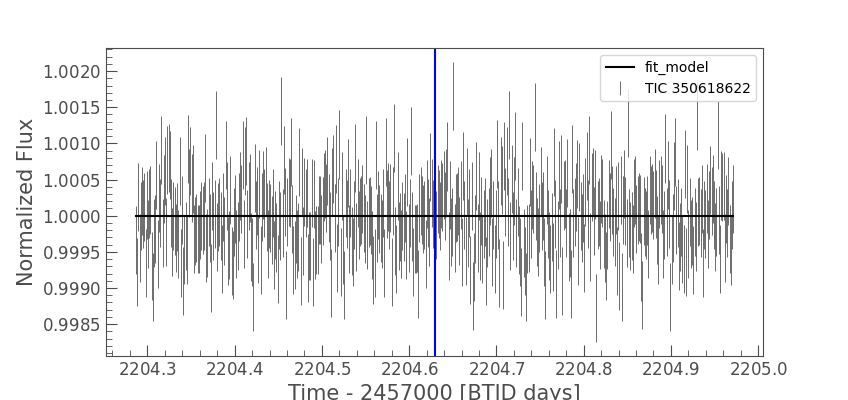 1.0020
1.0015
1.0010
1.0005
1.0000
0.9995
0.9990
0.9985
Normalized Flux
fit_model
TIC 350618622
2204.3 2204.4 2204.5 2204.6 2204.7 2204.8 2204.9 2205.0
Time - 2457000 [BTJD days]